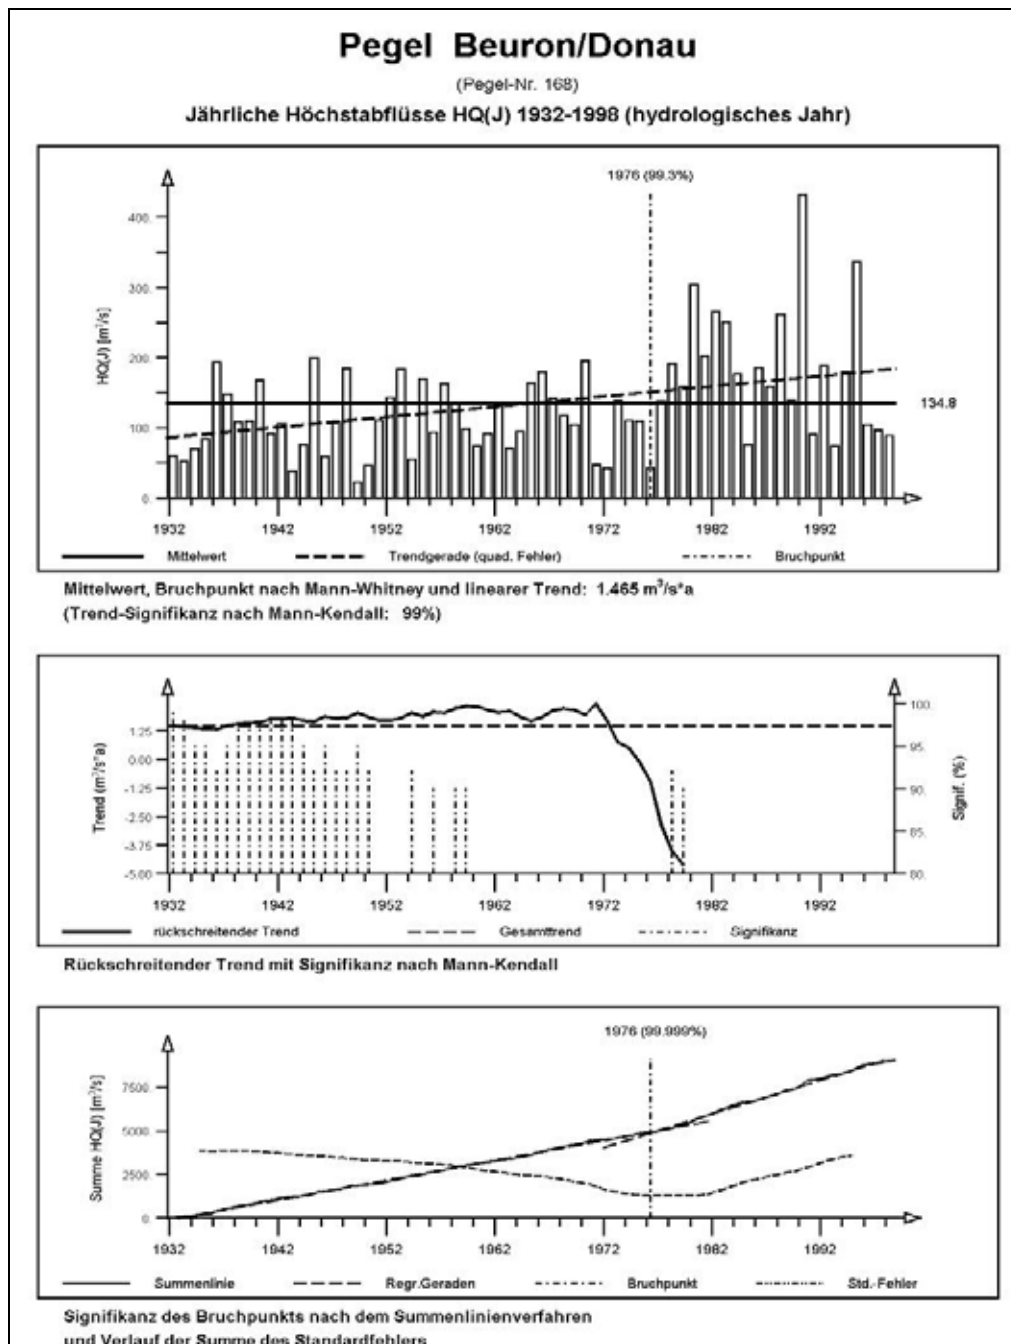 Pegel Beuron/Donau
(Pegel-Nr. 168)
Jährliche Höchstabflüsse HQ(J) 1932-1998 (hydrologisches Jahr)
1976 (99.3%)
HQ(J) [m³/s]
400.
300.
200
100
0.
134.8
1932 1942 1952 1962 1972 1982 1992
Mittelwert Trendgerade (quad. Fehler) Bruchpunkt
Mittelwert, Bruchpunkt nach Mann-Whitney und linearer Trend: 1.465 m³/s*a
(Trend-Signifikanz nach Mann-Kendall: 99%)
Trend (m³/s*a)
1.25
0.00
-1.25
-2.50
-3.75
-5.00
100.
95.
90.
85.
80.
Signif. (%)
1932 1942 1952 1962 1972 1982 1992
rückschreitender Trend Gesamttrend Signifikanz
Rückschreitender Trend mit Signifikanz nach Mann-Kendall
1976 (99.999%)
Summe HQ(J) [m³/s]
7500.
5000
2500
0.
1932 1942 1952 1962 1972 1982 1992
Summenlinie Regr.Geraden Bruchpunkt Std.-Fehler
Signifikanz des Bruchpunkts nach dem Summenlinienverfahren
und Verlauf der Summe des Standardfehlers